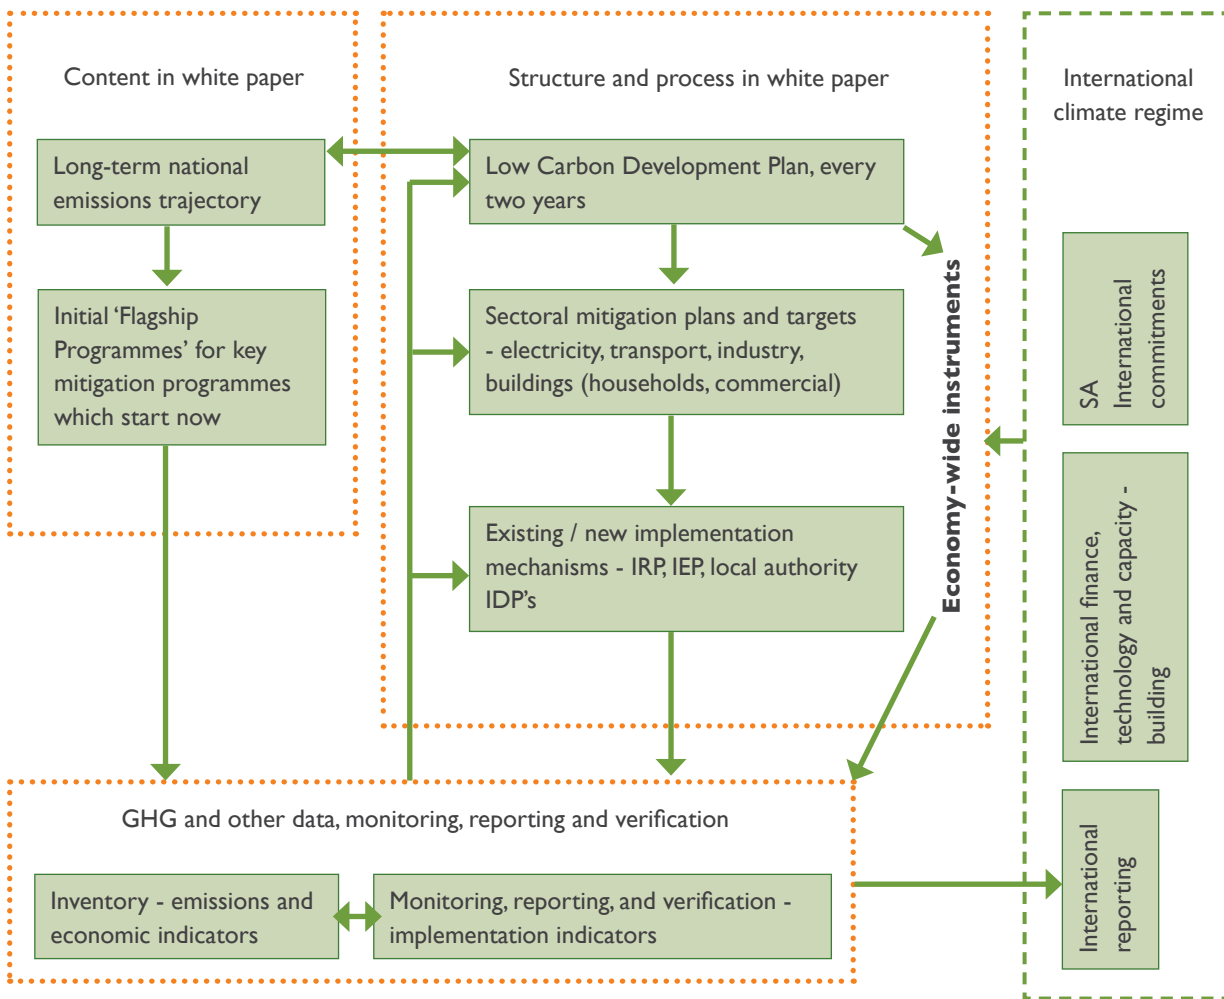 Content in white paper
Long-term national
emissions trajectory
Initial ‘Flagship
Programmes’ for key
mitigation programmes
which start now
Structure and process in white paper
Low Carbon Development Plan, every
two years
Sectoral mitigation plans and targets
- electricity, transport, industry,
buildings (households, commercial)
Existing / new implementation
mechanisms - IRP, IEP, local authority
IDP’s
Economy-wide instruments
International
climate regime
SA
International
commitments
International finance,
technology and capacity -
building
International
reporting
GHG and other data, monitoring, reporting and verification
Inventory - emissions and
economic indicators
Monitoring, reporting, and verification -
implementation indicators